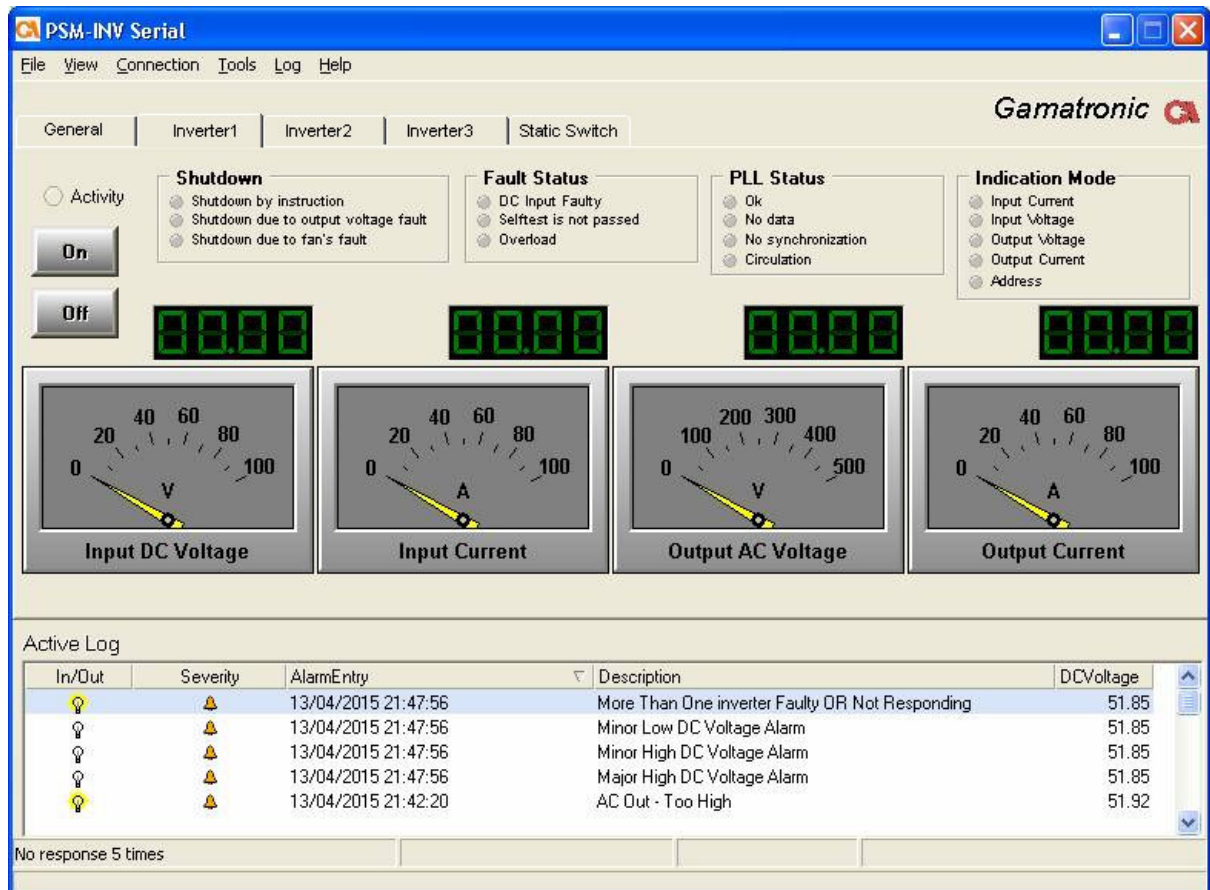 PSM-INV Serial
File View Connection Tools Log Help
Gamatronic
General Inverter1 Inverter2 Inverter3 Static Switch
Activity
On
Off
Shutdown
Shutdown by instruction
Shutdown due to output voltage fault
Shutdown due to fan's fault
Fault Status
DC Input Faulty
Selftest is not passed
Overload
PLL Status
Ok
No data
No synchronization
Circulation
Indication Mode
Input Current
Input Voltage
Output Voltage
Output Current
Address
0 20 40 60 80 100
V
Input DC Voltage
0 20 40 60 80 100
A
Input Current
0 100 200 300 400 500
V
Output AC Voltage
0 20 40 60 80 100
A
Output Current
Active Log
In/Out Severity AlarmEntry Description DCVoltage
13/04/2015 21:47:56 More Than One inverter Faulty OR Not Responding 51.85
13/04/2015 21:47:56 Minor Low DC Voltage Alarm 51.85
13/04/2015 21:47:56 Minor High DC Voltage Alarm 51.85
13/04/2015 21:47:56 Major High DC Voltage Alarm 51.85
13/04/2015 21:42:20 AC Out - Too High 51.92
No response 5 times